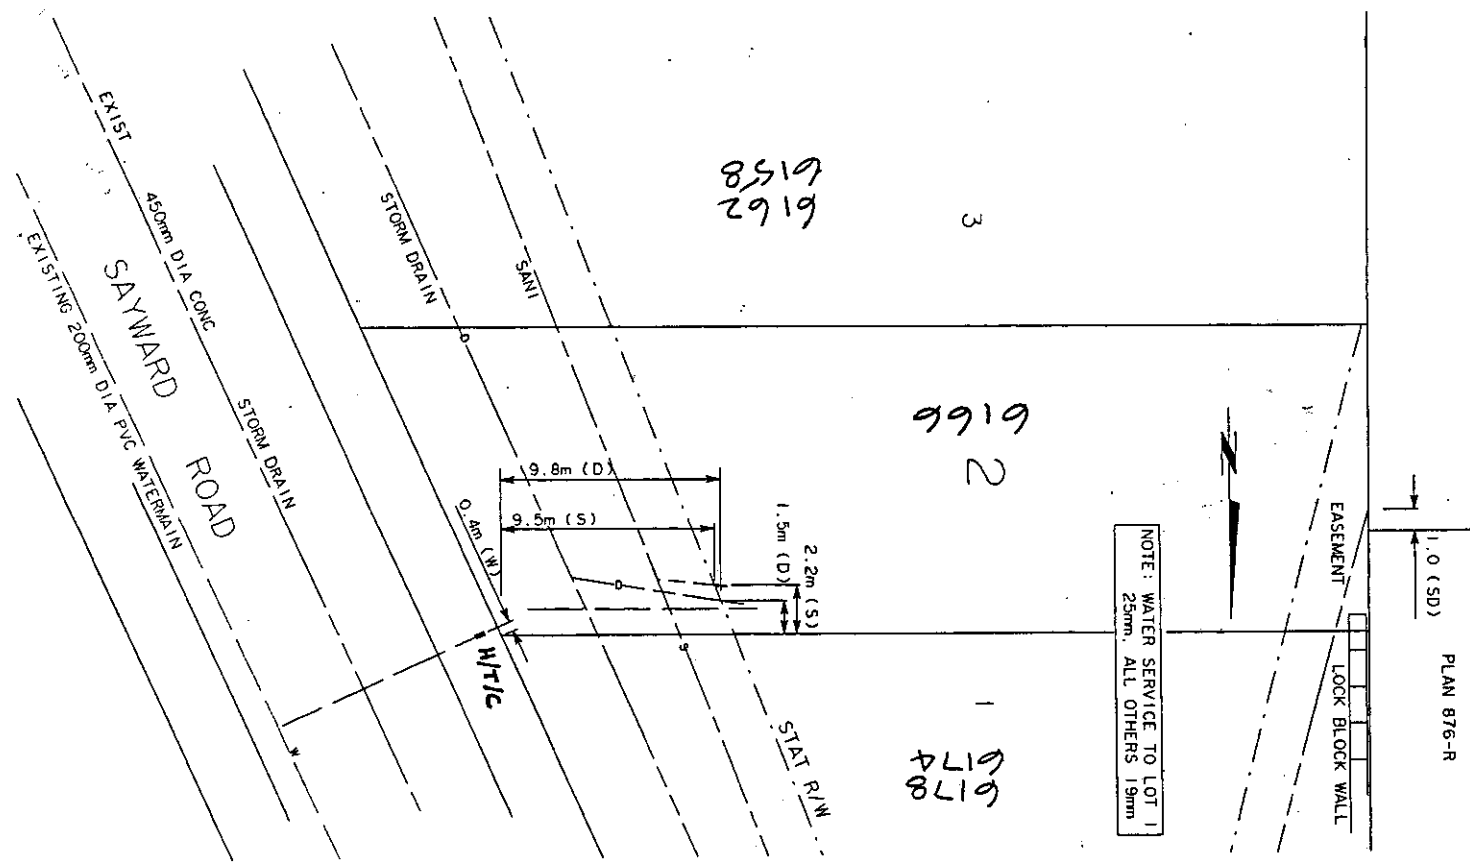 PLAN 876-R
1.0 (SD)
EASEMENT
LOCK BLOCK WALL
NOTE: WATER SERVICE TO LOT 1
25mm. ALL OTHERS 19mm
N
3
6158
6162
2
6166
1
6174
6178
STAT R/W
2.2m (S)
1.5m (D)
9.8m (D)
9.5m (S)
0.4m (W)
H/T/C
SANI
STORM DRAIN
D
D
S
W
EXIST 450mm DIA CONC STORM DRAIN
SAYWARD ROAD
EXISTING 200mm DIA PVC WATERMAIN